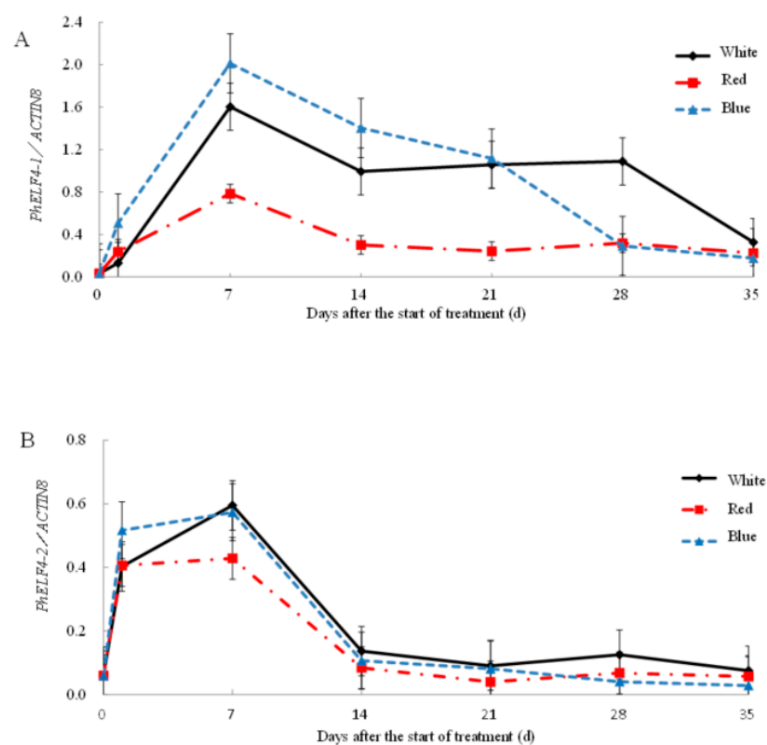 A
PhELF4-1/ACTIN8
2.4
2.0
1.6
1.2
0.8
0.4
0.0
White
Red
Blue
0 7 14 21 28 35
Days after the start of treatment (d)
B
PhELF4-2/ACTIN8
0.8
0.6
0.4
0.2
0.0
White
Red
Blue
0 7 14 21 28 35
Days after the start of treatment (d)